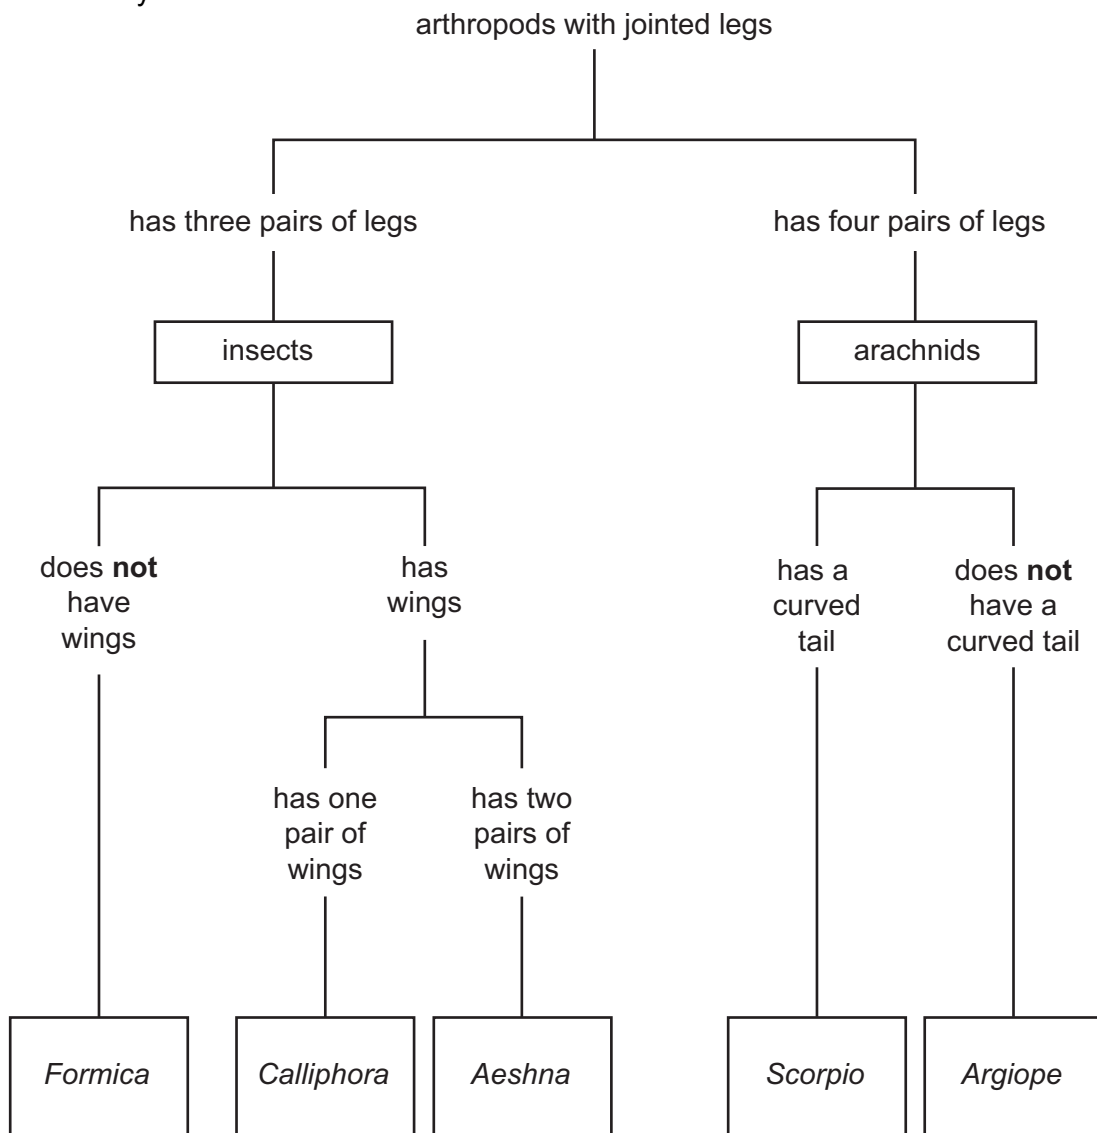 arthropods with jointed legs
has three pairs of legs
has four pairs of legs
insects
arachnids
does not
have
wings
has
wings
has a
curved
tail
does not
have a
curved tail
has one
pair of
wings
has two
pairs of
wings
Formica
Calliphora
Aeshna
Scorpio
Argiope